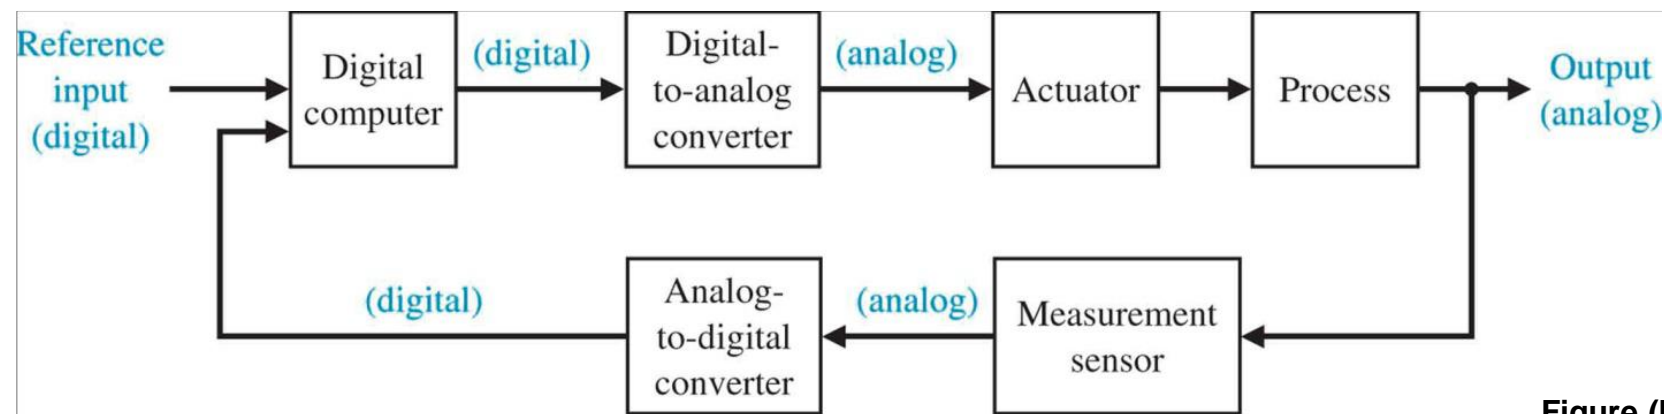 Reference
input
(digital)
Digital
computer
(digital)
Digital-
to-analog
converter
(analog)
Actuator
Process
Output
(analog)
(digital)
Analog-
to-digital
converter
(analog)
Measurement
sensor
Figure (